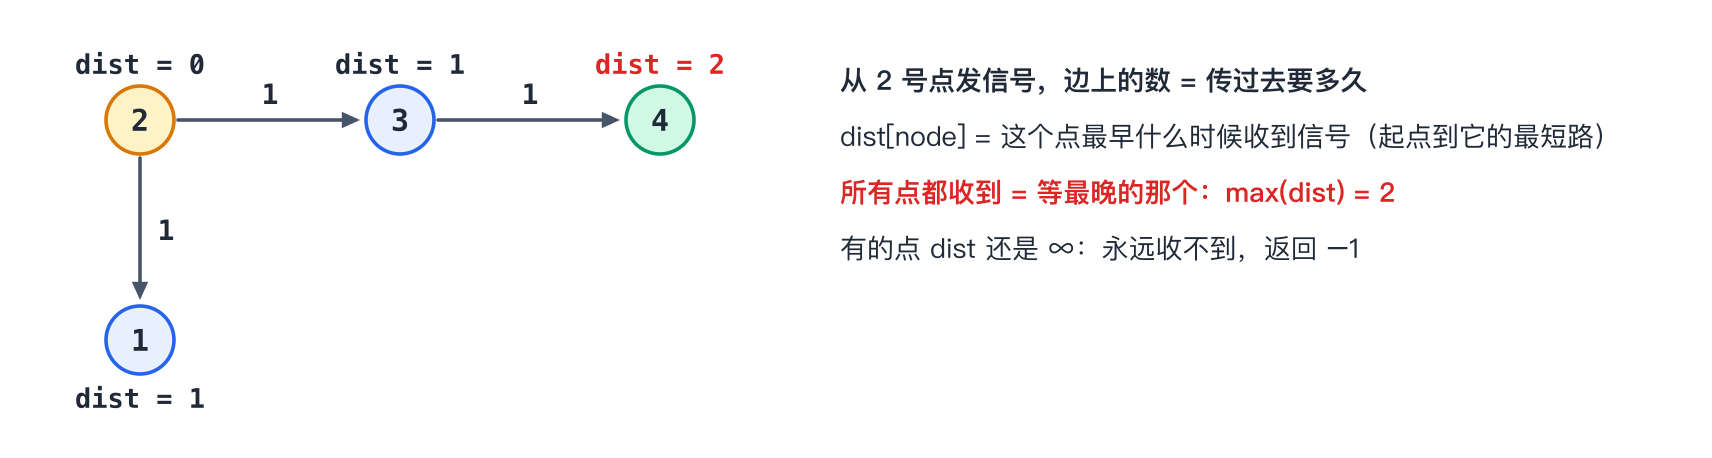 dist = 0
dist = 1
dist = 2
1
1
2
3
4
1
1
dist = 1
从 2 号点发信号，边上的数 = 传过去要多久
dist[node] = 这个点最早什么时候收到信号（起点到它的最短路）
所有点都收到 = 等最晚的那个：max(dist) = 2
有的点 dist 还是 ∞：永远收不到，返回 −1